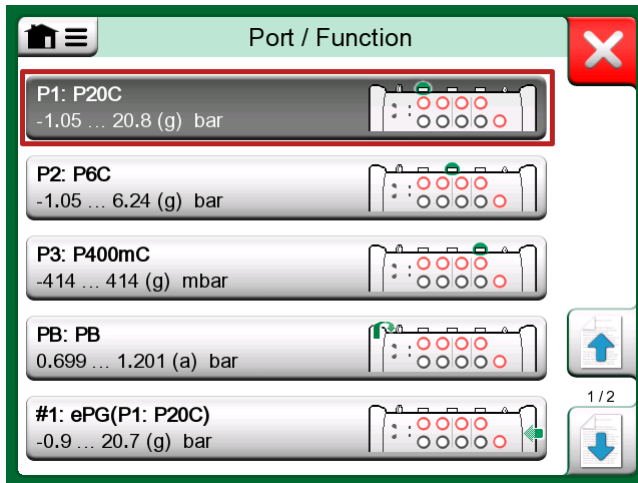 Port / Function
P1: P20C
-1.05 ... 20.8 (g) bar
P2: P6C
-1.05 ... 6.24 (g) bar
P3: P400mC
-414 ... 414 (g) mbar
PB: PB
0.699 ... 1.201 (a) bar
1 / 2
#1: ePG(P1: P20C)
-0.9 ... 20.7 (g) bar